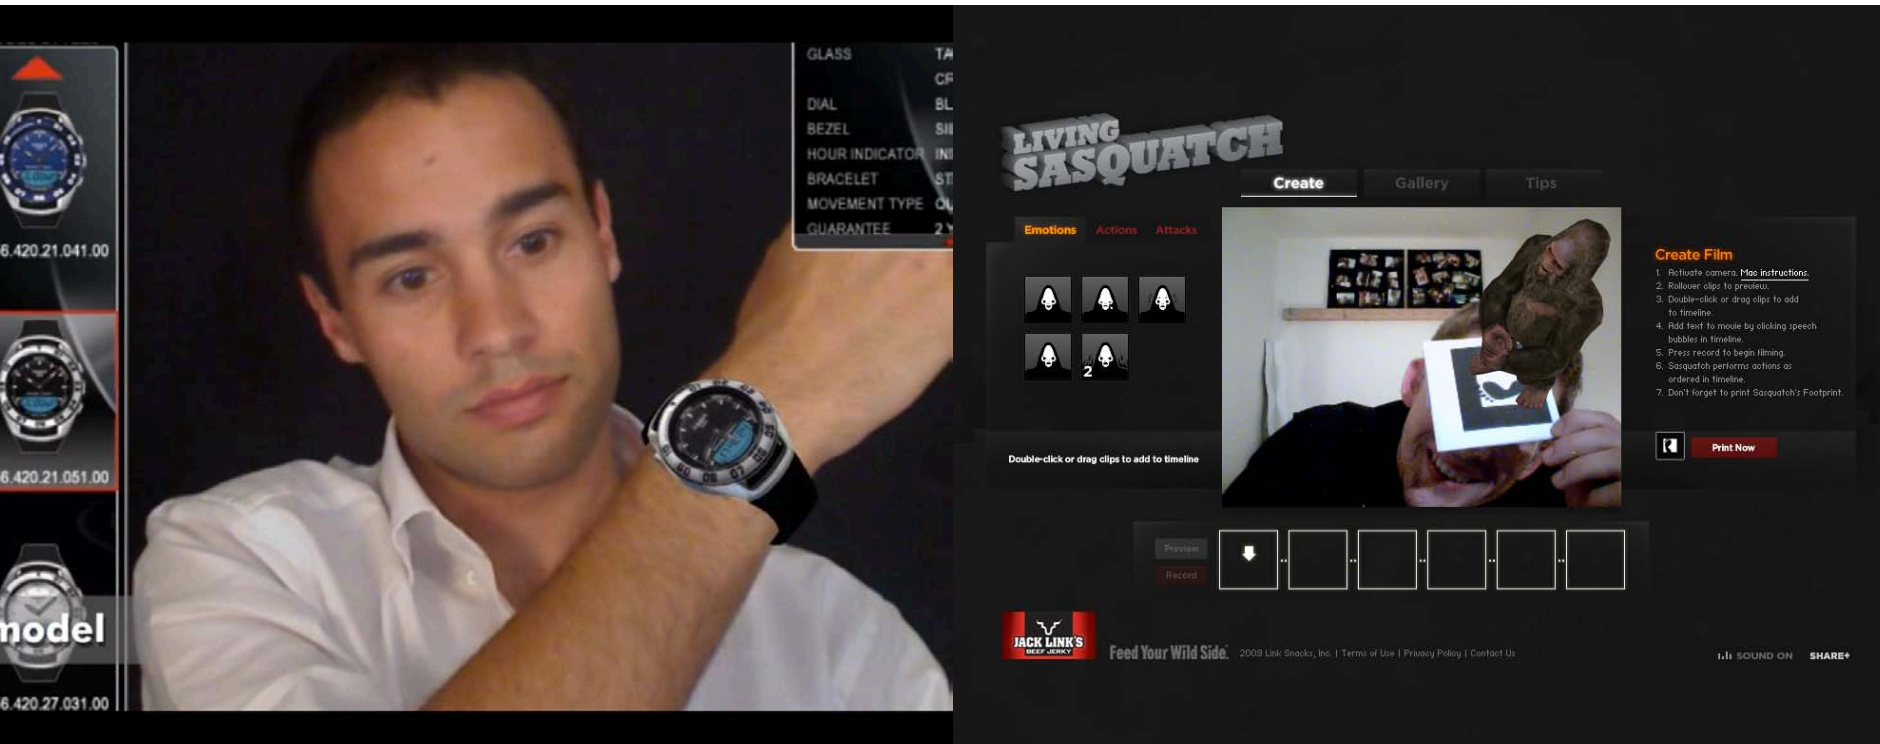 6.420.21.041.00
6.420.21.051.00
model
6.420.27.031.00
GLASS
DIAL
BEZEL
HOUR INDICATOR
BRACELET
MOVEMENT TYPE
GUARANTEE 2
LIVING
SASQUATCH
Create Gallery Tips
Emotions Actions Attacks
2
Double-click or drag clips to add to timeline
Create Film
1. Activate camera. Mac instructions.
2. Rollover clips to preview.
3. Double-click or drag clips to add
to timeline.
4. Add text to movie by clicking speech
bubbles in timeline.
5. Press record to begin filming.
6. Sasquatch performs actions as
ordered in timeline.
7. Don't forget to print Sasquatch's Footprint.
Print Now
Preview
Record
JACK LINK'S
BEEF JERKY
Feed Your Wild Side.
2009 Link Snacks, Inc. | Terms of Use | Privacy Policy | Contact Us
SOUND ON SHARE+